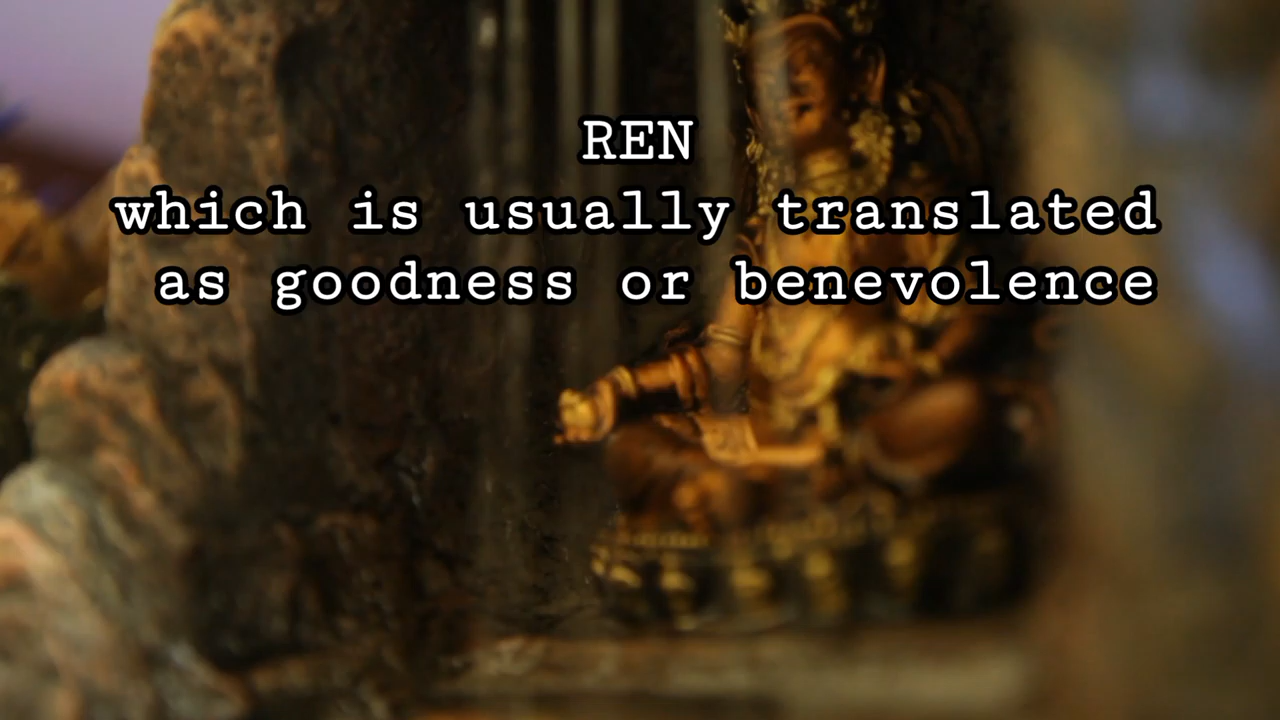 REN
which is usually translated
as goodness or benevolence